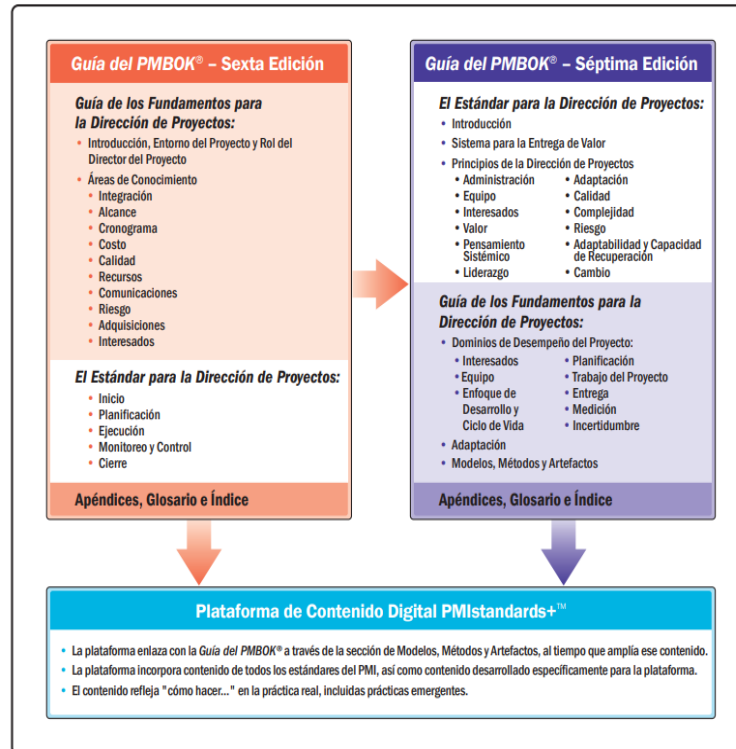 Guía del PMBOK® – Sexta Edición
Guía de los Fundamentos para
la Dirección de Proyectos:
• Introducción, Entorno del Proyecto y Rol del
Director del Proyecto
• Áreas de Conocimiento
• Integración
• Alcance
• Cronograma
• Costo
• Calidad
• Recursos
• Comunicaciones
• Riesgo
• Adquisiciones
• Interesados
El Estándar para la Dirección de Proyectos:
• Inicio
• Planificación
• Ejecución
• Monitoreo y Control
• Cierre
Apéndices, Glosario e Índice
Guía del PMBOK® – Séptima Edición
El Estándar para la Dirección de Proyectos:
• Introducción
• Sistema para la Entrega de Valor
• Principios de la Dirección de Proyectos
• Administración
• Equipo
• Interesados
• Valor
• Pensamiento
Sistémico
• Liderazgo
• Adaptación
• Calidad
• Complejidad
• Riesgo
• Adaptabilidad y Capacidad
de Recuperación
• Cambio
Guía de los Fundamentos para la
Dirección de Proyectos:
• Dominios de Desempeño del Proyecto:
• Interesados
• Equipo
• Enfoque de
Desarrollo y
Ciclo de Vida
• Planificación
• Trabajo del Proyecto
• Entrega
• Medición
• Incertidumbre
• Adaptación
• Modelos, Métodos y Artefactos
Apéndices, Glosario e Índice
Plataforma de Contenido Digital PMIstandards+™
• La plataforma enlaza con la Guía del PMBOK® a través de la sección de Modelos, Métodos y Artefactos, al tiempo que amplía ese contenido.
• La plataforma incorpora contenido de todos los estándares del PMI, así como contenido desarrollado específicamente para la plataforma.
• El contenido refleja "cómo hacer..." en la práctica real, incluidas prácticas emergentes.